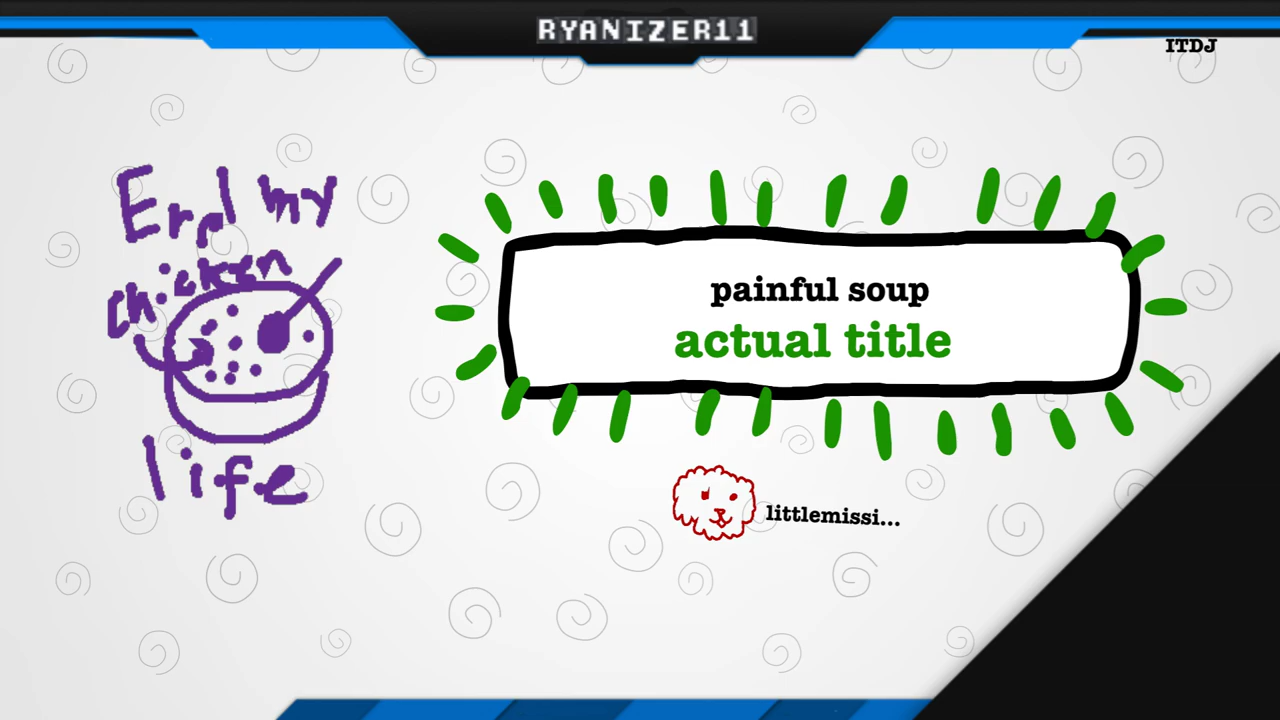 RYANIZER11
ITDJ
End my
chicken
life
painful soup
actual title
littlemissi...